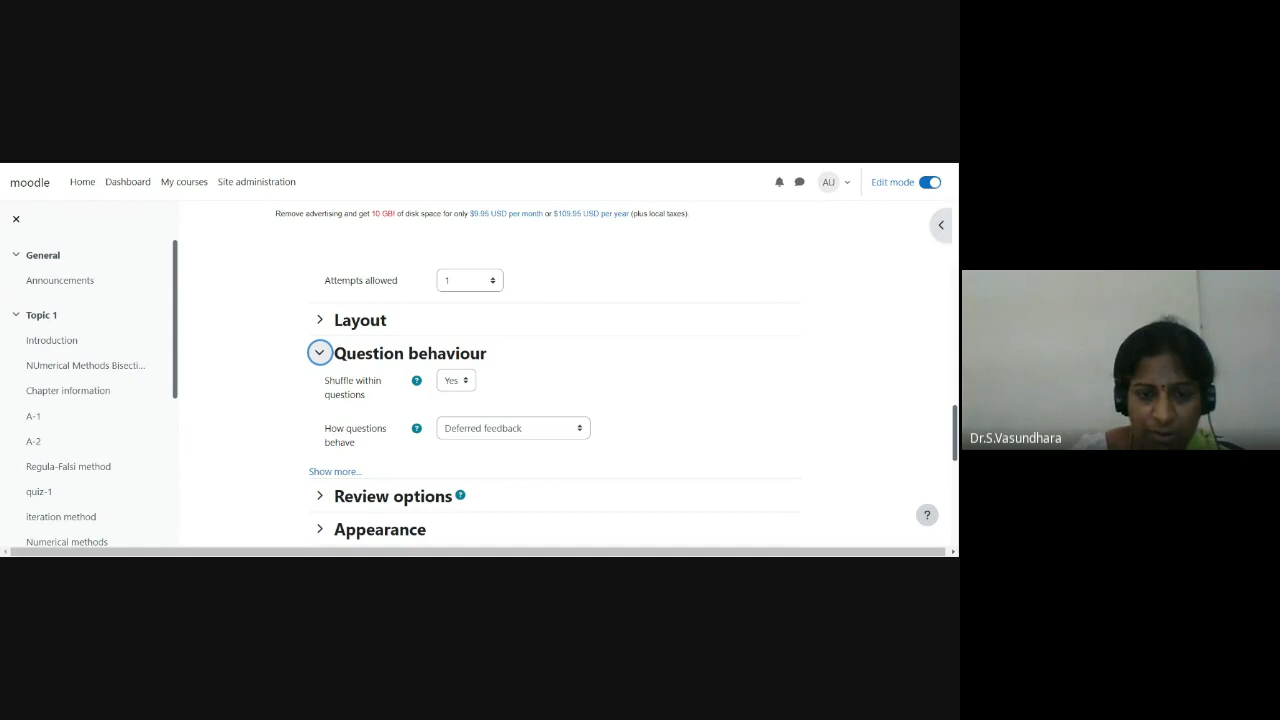 moodle Home Dashboard My courses Site administration AU Edit mode
Remove advertising and get 10 GB! of disk space for only $9.95 USD per month or $109.95 USD per year (plus local taxes).
General
Announcements
Topic 1
Introduction
NUmerical Methods Bisecti...
Chapter information
A-1
A-2
Regula-Falsi method
quiz-1
iteration method
Numerical methods
Attempts allowed 1
Layout
Question behaviour
Shuffle within
questions
? Yes
How questions
behave
? Deferred feedback
Show more...
Review options ?
Appearance
?
Dr.S.Vasundhara